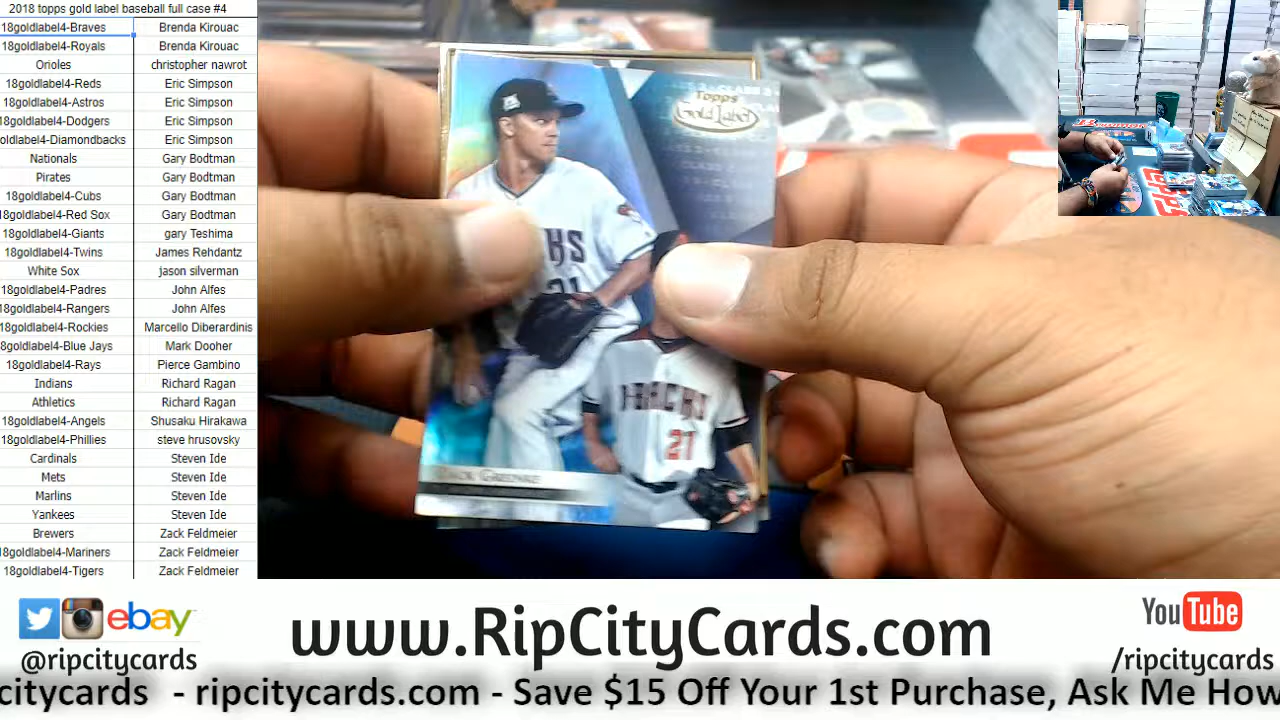 2018 topps gold label baseball full case #4
18goldlabel4-Braves Brenda Kirouac
18goldlabel4-Royals Brenda Kirouac
Orioles christopher nawrot
18goldlabel4-Reds Eric Simpson
18goldlabel4-Astros Eric Simpson
18goldlabel4-Dodgers Eric Simpson
oldlabel4-Diamondbacks Eric Simpson
Nationals Gary Bodtman
Pirates Gary Bodtman
18goldlabel4-Cubs Gary Bodtman
18goldlabel4-Red Sox Gary Bodtman
18goldlabel4-Giants gary Teshima
18goldlabel4-Twins James Rehdantz
White Sox jason silverman
18goldlabel4-Padres John Alfes
18goldlabel4-Rangers John Alfes
18goldlabel4-Rockies Marcello Diberardinis
8goldlabel4-Blue Jays Mark Dooher
18goldlabel4-Rays Pierce Gambino
Indians Richard Ragan
Athletics Richard Ragan
18goldlabel4-Angels Shusaku Hirakawa
18goldlabel4-Phillies steve hrusovsky
Cardinals Steven Ide
Mets Steven Ide
Marlins Steven Ide
Yankees Steven Ide
Brewers Zack Feldmeier
18goldlabel4-Mariners Zack Feldmeier
18goldlabel4-Tigers Zack Feldmeier
Topps
Gold Label
CLASS
21
topps
ebay
@ripcitycards
www.RipCityCards.com
YouTube
/ripcitycards
citycards - ripcitycards.com - Save $15 Off Your 1st Purchase, Ask Me How